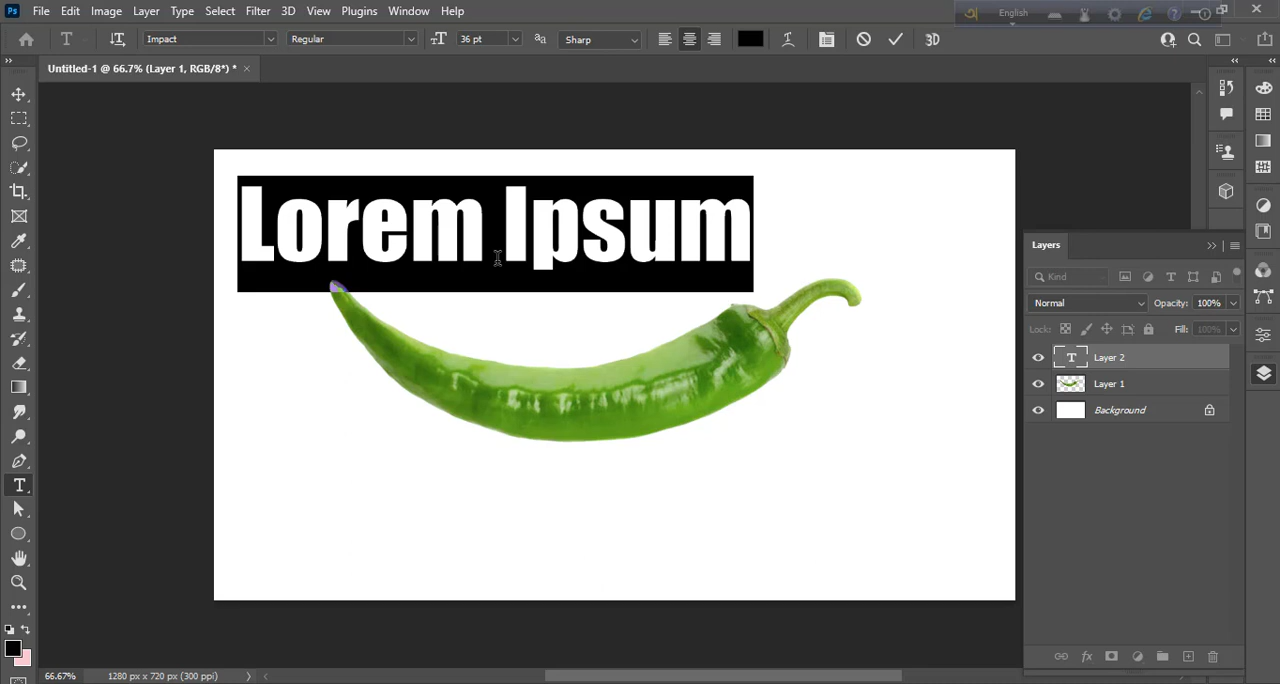 Ps File Edit Image Layer Type Select Filter 3D View Plugins Window Help
English
T Impact Regular 36 pt Sharp 3D
Untitled-1 @ 66.7% (Layer 1, RGB/8*) *
Lorem Ipsum
Layers
Kind
Normal Opacity: 100%
Lock: Fill: 100%
T Layer 2
Layer 1
Background
fx
66.67% 1280 px x 720 px (300 ppi)